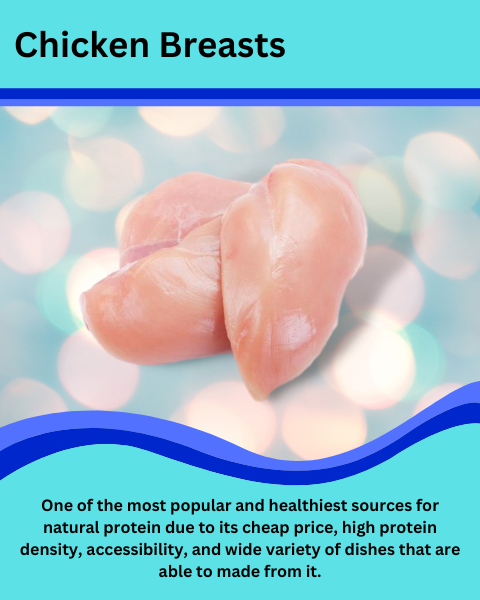 Chicken Breasts
One of the most popular and healthiest sources for
natural protein due to its cheap price, high protein
density, accessibility, and wide variety of dishes that are
able to made from it.